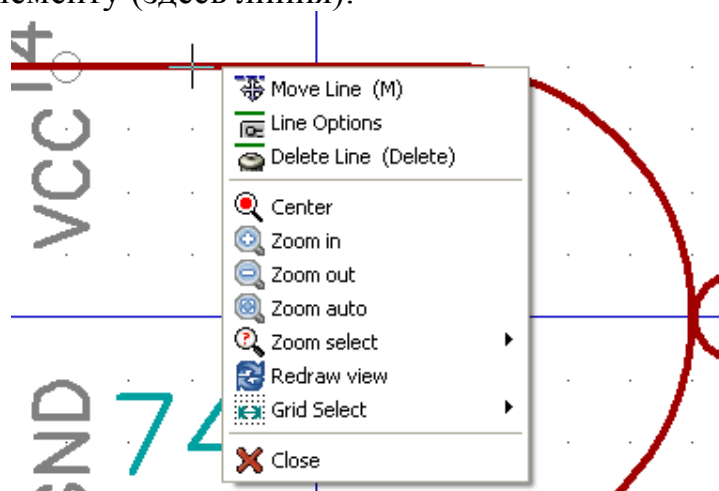 (здесь линия).
14
VCC
GND
74
Move Line (M)
Line Options
Delete Line (Delete)
Center
Zoom in
Zoom out
Zoom auto
Zoom select
Redraw view
Grid Select
Close